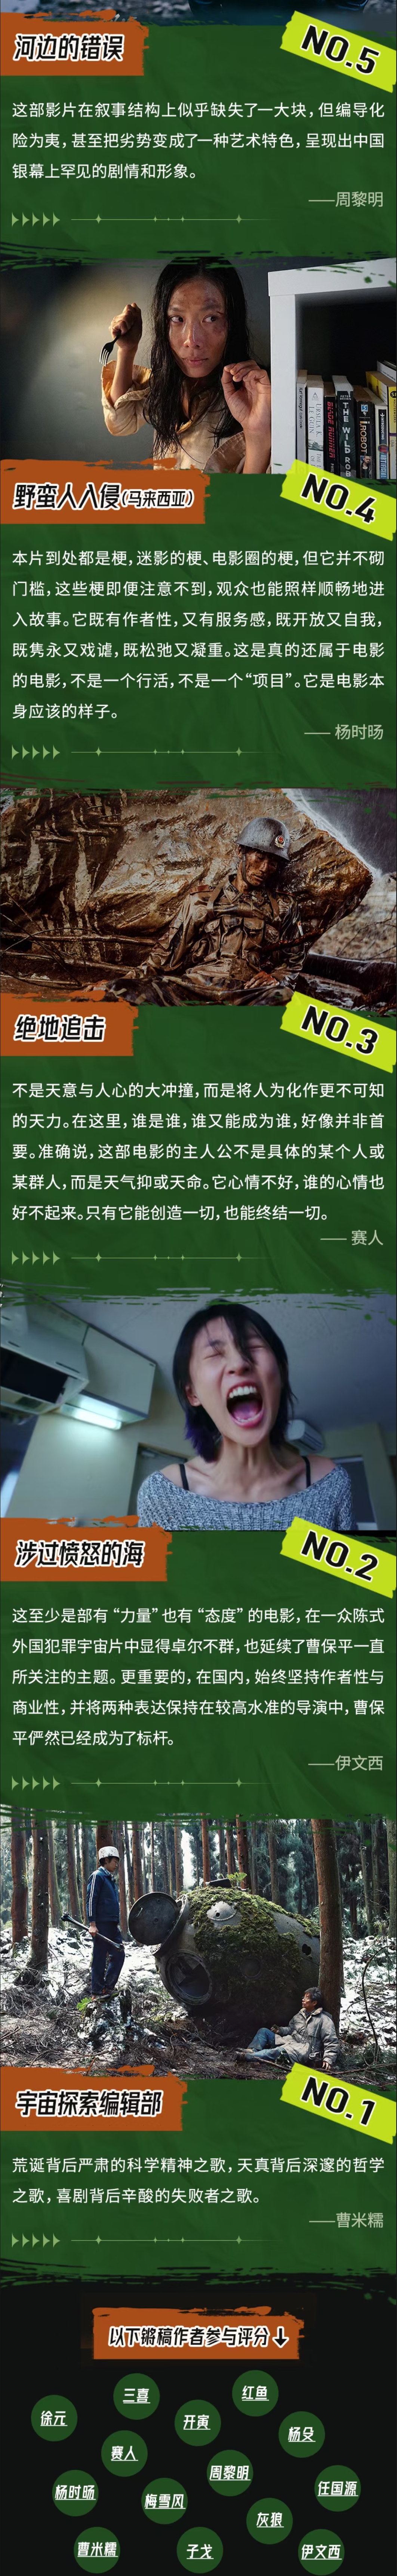 河边的错误
NO.5
这部影片在叙事结构上似乎缺失了一大块,但编导化
险为夷,甚至把劣势变成了一种艺术特色,呈现出中国
银幕上罕见的剧情和形象。
——周黎明
THE WILD ROB
I, ROBOT
野蛮人入侵(马来西亚)
NO.4
本片到处都是梗,迷影的梗、电影圈的梗,但它并不砌
门槛,这些梗即便注意不到,观众也能照样顺畅地进
入故事。它既有作者性,又有服务感,既开放又自我,
既隽永又戏谑,既松弛又凝重。这是真的还属于电影
的电影,不是一个行活,不是一个“项目”。它是电影本
身应该的样子。
—— 杨时旸
绝地追击
NO.3
不是天意与人心的大冲撞,而是将人为化作更不可知
的天力。在这里,谁是谁,谁又能成为谁,好像并非首
要。准确说,这部电影的主人公不是具体的某个人或
某群人,而是天气抑或天命。它心情不好,谁的心情也
好不起来。只有它能创造一切,也能终结一切。
—— 赛人
涉过愤怒的海
NO.2
这至少是部有“力量”也有“态度”的电影,在一众陈式
外国犯罪宇宙片中显得卓尔不群,也延续了曹保平一直
所关注的主题。更重要的,在国内,始终坚持作者性与
商业性,并将两种表达保持在较高水准的导演中,曹保
平俨然已经成为了标杆。
——伊文西
宇宙探索编辑部
NO.1
荒诞背后严肃的科学精神之歌,天真背后深邃的哲学
之歌,喜剧背后辛酸的失败者之歌。
——曹米糯
以下锵稿作者参与评分↓
三喜
红鱼
徐元
开寅
杨殳
赛人
周黎明
杨时旸
梅雪风
任国源
灰狼
曹米糯
子戈
伊文西